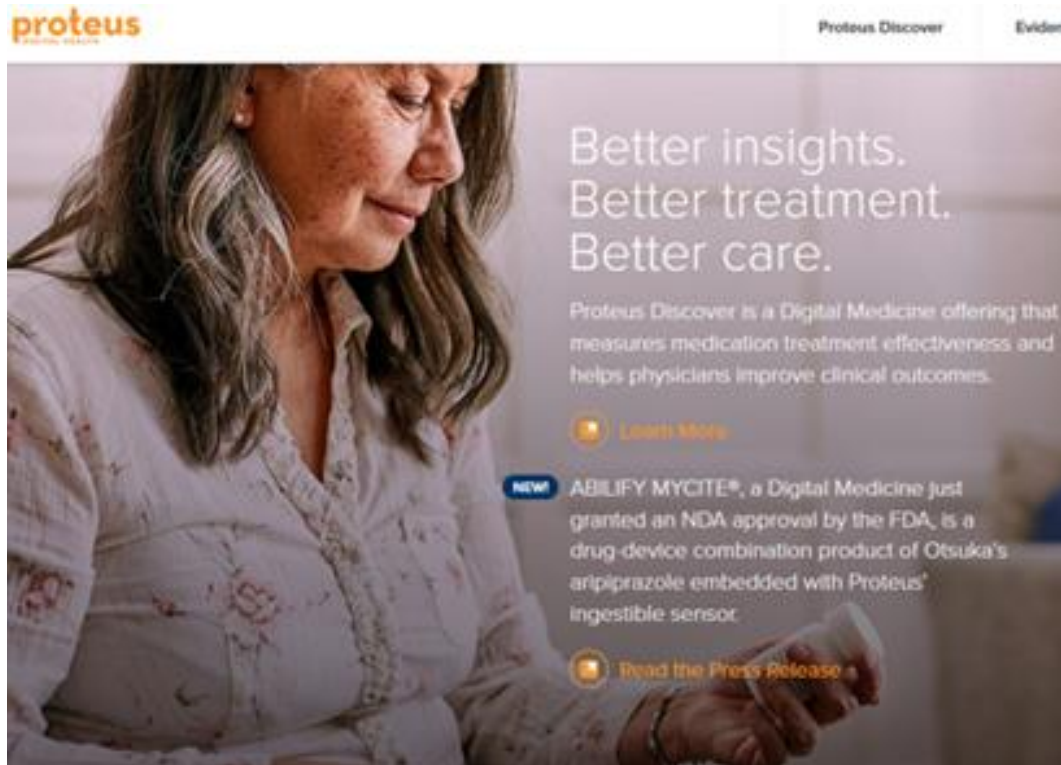 proteus
DIGITAL HEALTH
Proteus Discover
Better insights.
Better treatment.
Better care.
Proteus Discover is a Digital Medicine offering that
measures medication treatment effectiveness and
helps physicians improve clinical outcomes.
Learn More
NEW!
ABILIFY MYCITE®, a Digital Medicine just
granted an NDA approval by the FDA, is a
drug-device combination product of Otsuka's
aripiprazole embedded with Proteus'
ingestible sensor.
Read the Press Release